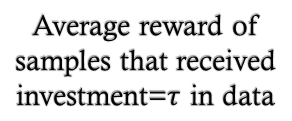 Average reward of
samples that received
investment=τ in data